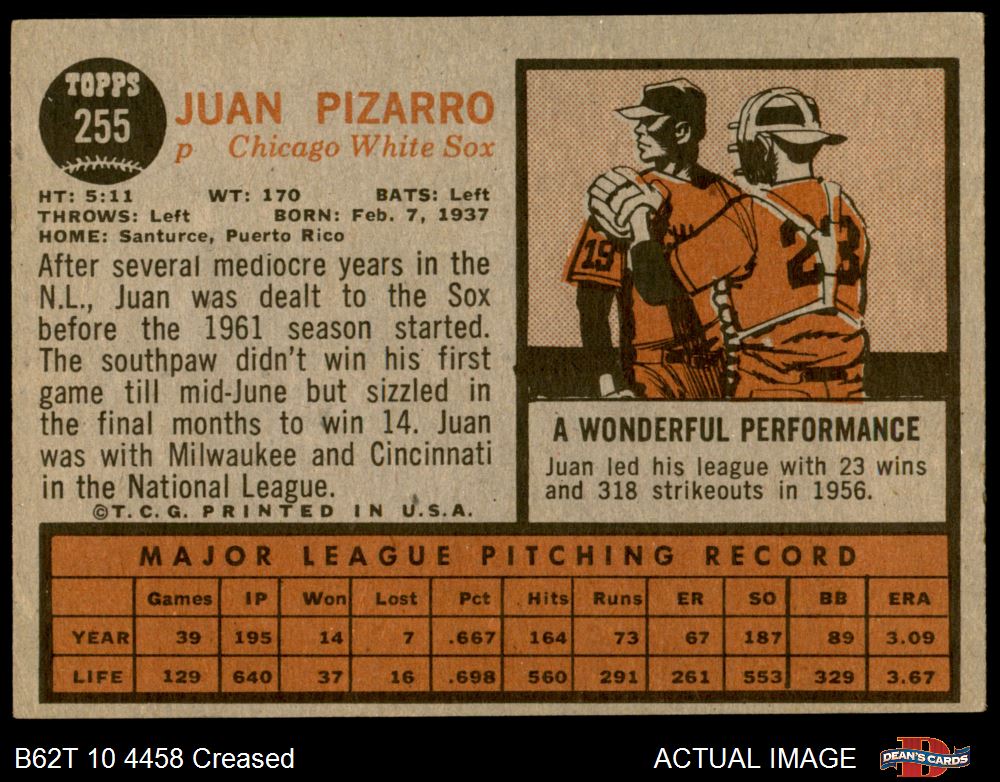 TOPPS
255
JUAN PIZARRO
p Chicago White Sox
HT: 5:11 WT: 170 BATS: Left
THROWS: Left BORN: Feb. 7, 1937
HOME: Santurce, Puerto Rico
After several mediocre years in the
N.L., Juan was dealt to the Sox
before the 1961 season started.
The southpaw didn't win his first
game till mid-June but sizzled in
the final months to win 14. Juan
was with Milwaukee and Cincinnati
in the National League.
©T.C.G. PRINTED IN U.S.A.
19
23
A WONDERFUL PERFORMANCE
Juan led his league with 23 wins
and 318 strikeouts in 1956.
MAJOR LEAGUE PITCHING RECORD
Games IP Won Lost Pct Hits Runs ER SO BB ERA
YEAR 39 195 14 7 .667 164 73 67 187 89 3.09
LIFE 129 640 37 16 .698 560 291 261 553 329 3.67
B62T 10 4458 Creased
ACTUAL IMAGE
DEAN'S CARDS